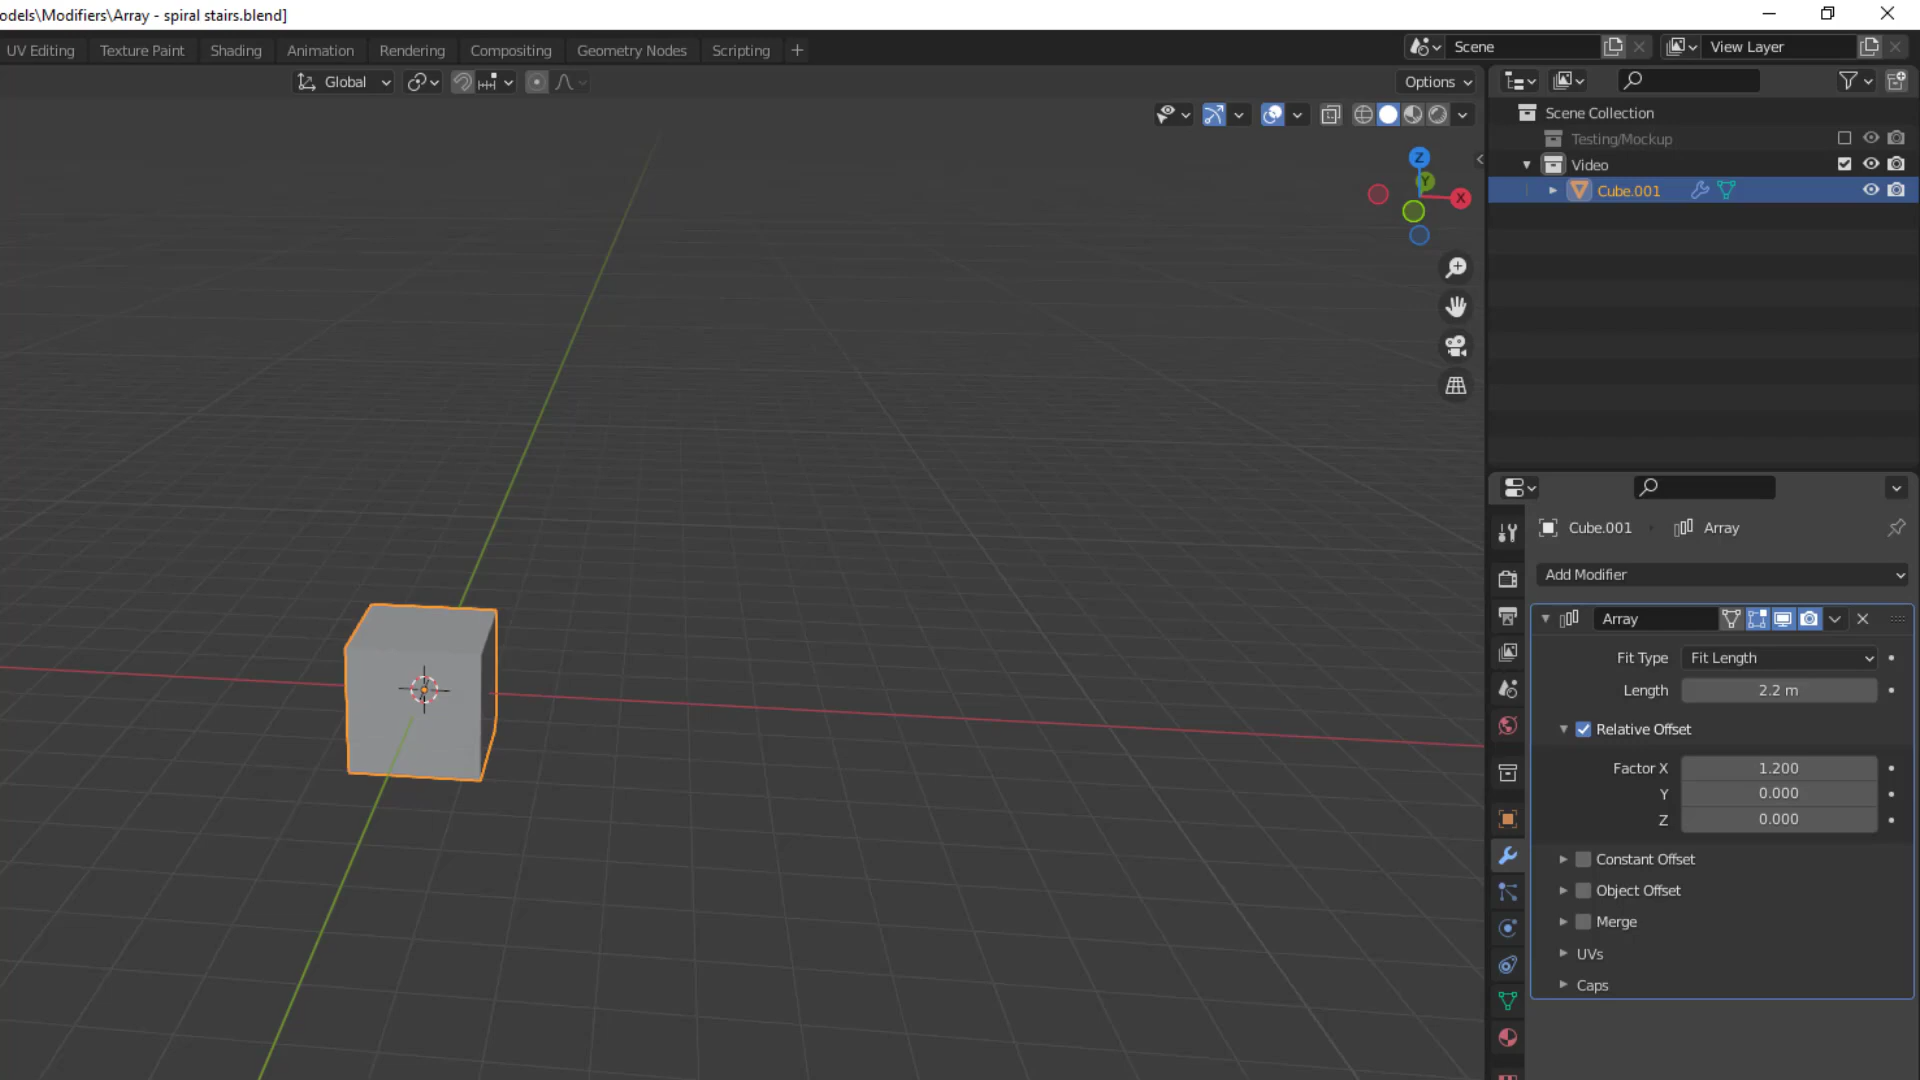 odels\Modifiers\Array - spiral stairs.blend]
UV Editing Texture Paint Shading Animation Rendering Compositing Geometry Nodes Scripting +
Scene View Layer
Global Options
Scene Collection
Testing/Mockup
Video
Cube.001
Z
Y
X
Cube.001 Array
Add Modifier
Array
Fit Type Fit Length
Length 2.2 m
Relative Offset
Factor X 1.200
Y 0.000
Z 0.000
Constant Offset
Object Offset
Merge
UVs
Caps